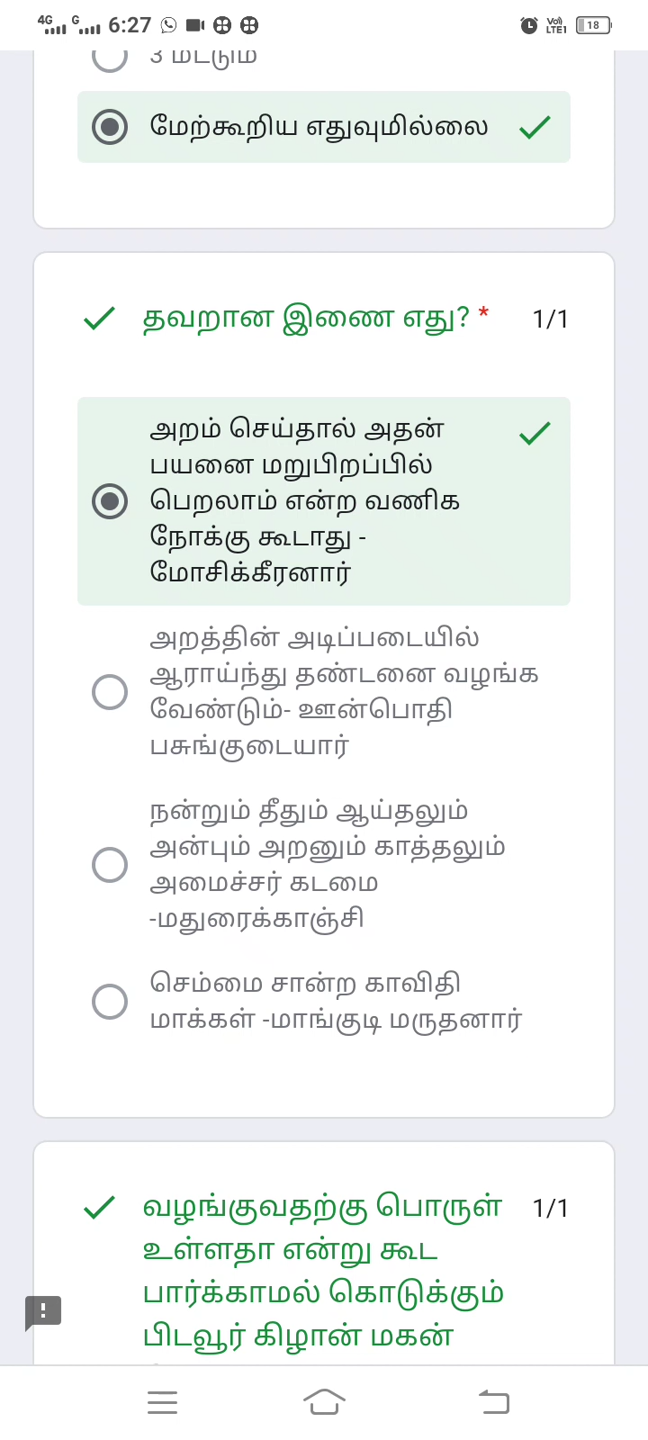 4G G 6:27 Vo) LTE1 18
3 மட்டும்
மேற்கூறிய எதுவுமில்லை
தவறான இணை எது? * 1/1
அறம் செய்தால் அதன்
பயனை மறுபிறப்பில்
பெறலாம் என்ற வணிக
நோக்கு கூடாது -
மோசிக்கீரனார்
அறத்தின் அடிப்படையில்
ஆராய்ந்து தண்டனை வழங்க
வேண்டும்- ஊன்பொதி
பசுங்குடையார்
நன்றும் தீதும் ஆய்தலும்
அன்பும் அறனும் காத்தலும்
அமைச்சர் கடமை
-மதுரைக்காஞ்சி
செம்மை சான்ற காவிதி
மாக்கள் -மாங்குடி மருதனார்
வழங்குவதற்கு பொருள் 1/1
உள்ளதா என்று கூட
பார்க்காமல் கொடுக்கும்
பிடவூர் கிழான் மகன்